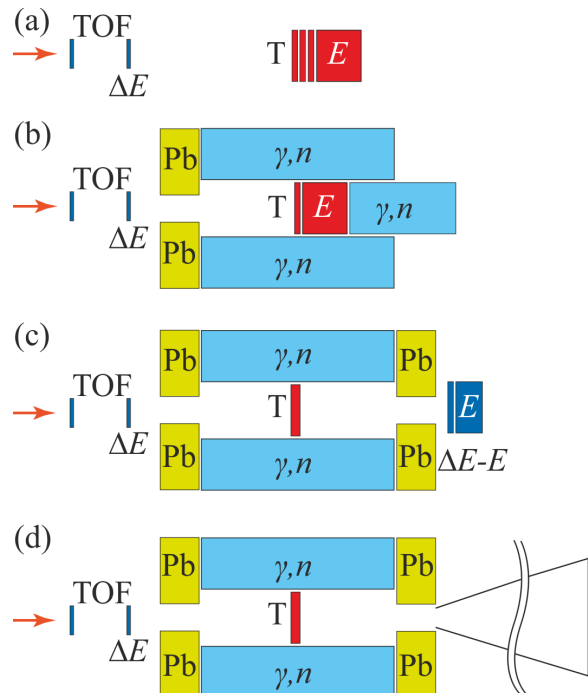 (a)
TOF
ΔE
T
E
(b)
TOF
ΔE
Pb
γ,n
T
E
γ,n
Pb
γ,n
(c)
TOF
ΔE
Pb
γ,n
Pb
T
E
Pb
γ,n
Pb
ΔE-E
(d)
TOF
ΔE
Pb
γ,n
Pb
T
Pb
γ,n
Pb